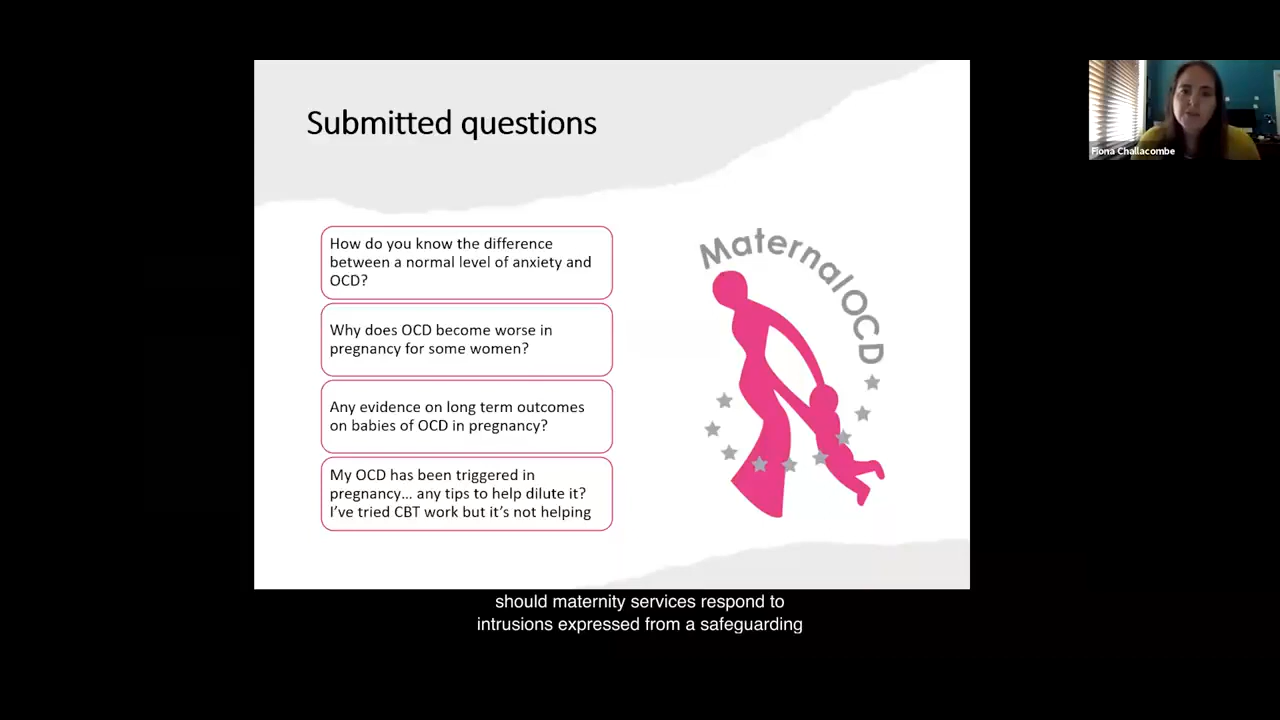 Submitted questions
Fiona Challacombe
How do you know the difference
between a normal level of anxiety and
OCD?
Why does OCD become worse in
pregnancy for some women?
Any evidence on long term outcomes
on babies of OCD in pregnancy?
My OCD has been triggered in
pregnancy... any tips to help dilute it?
I've tried CBT work but it's not helping
MaternalOCD
should maternity services respond to
intrusions expressed from a safeguarding